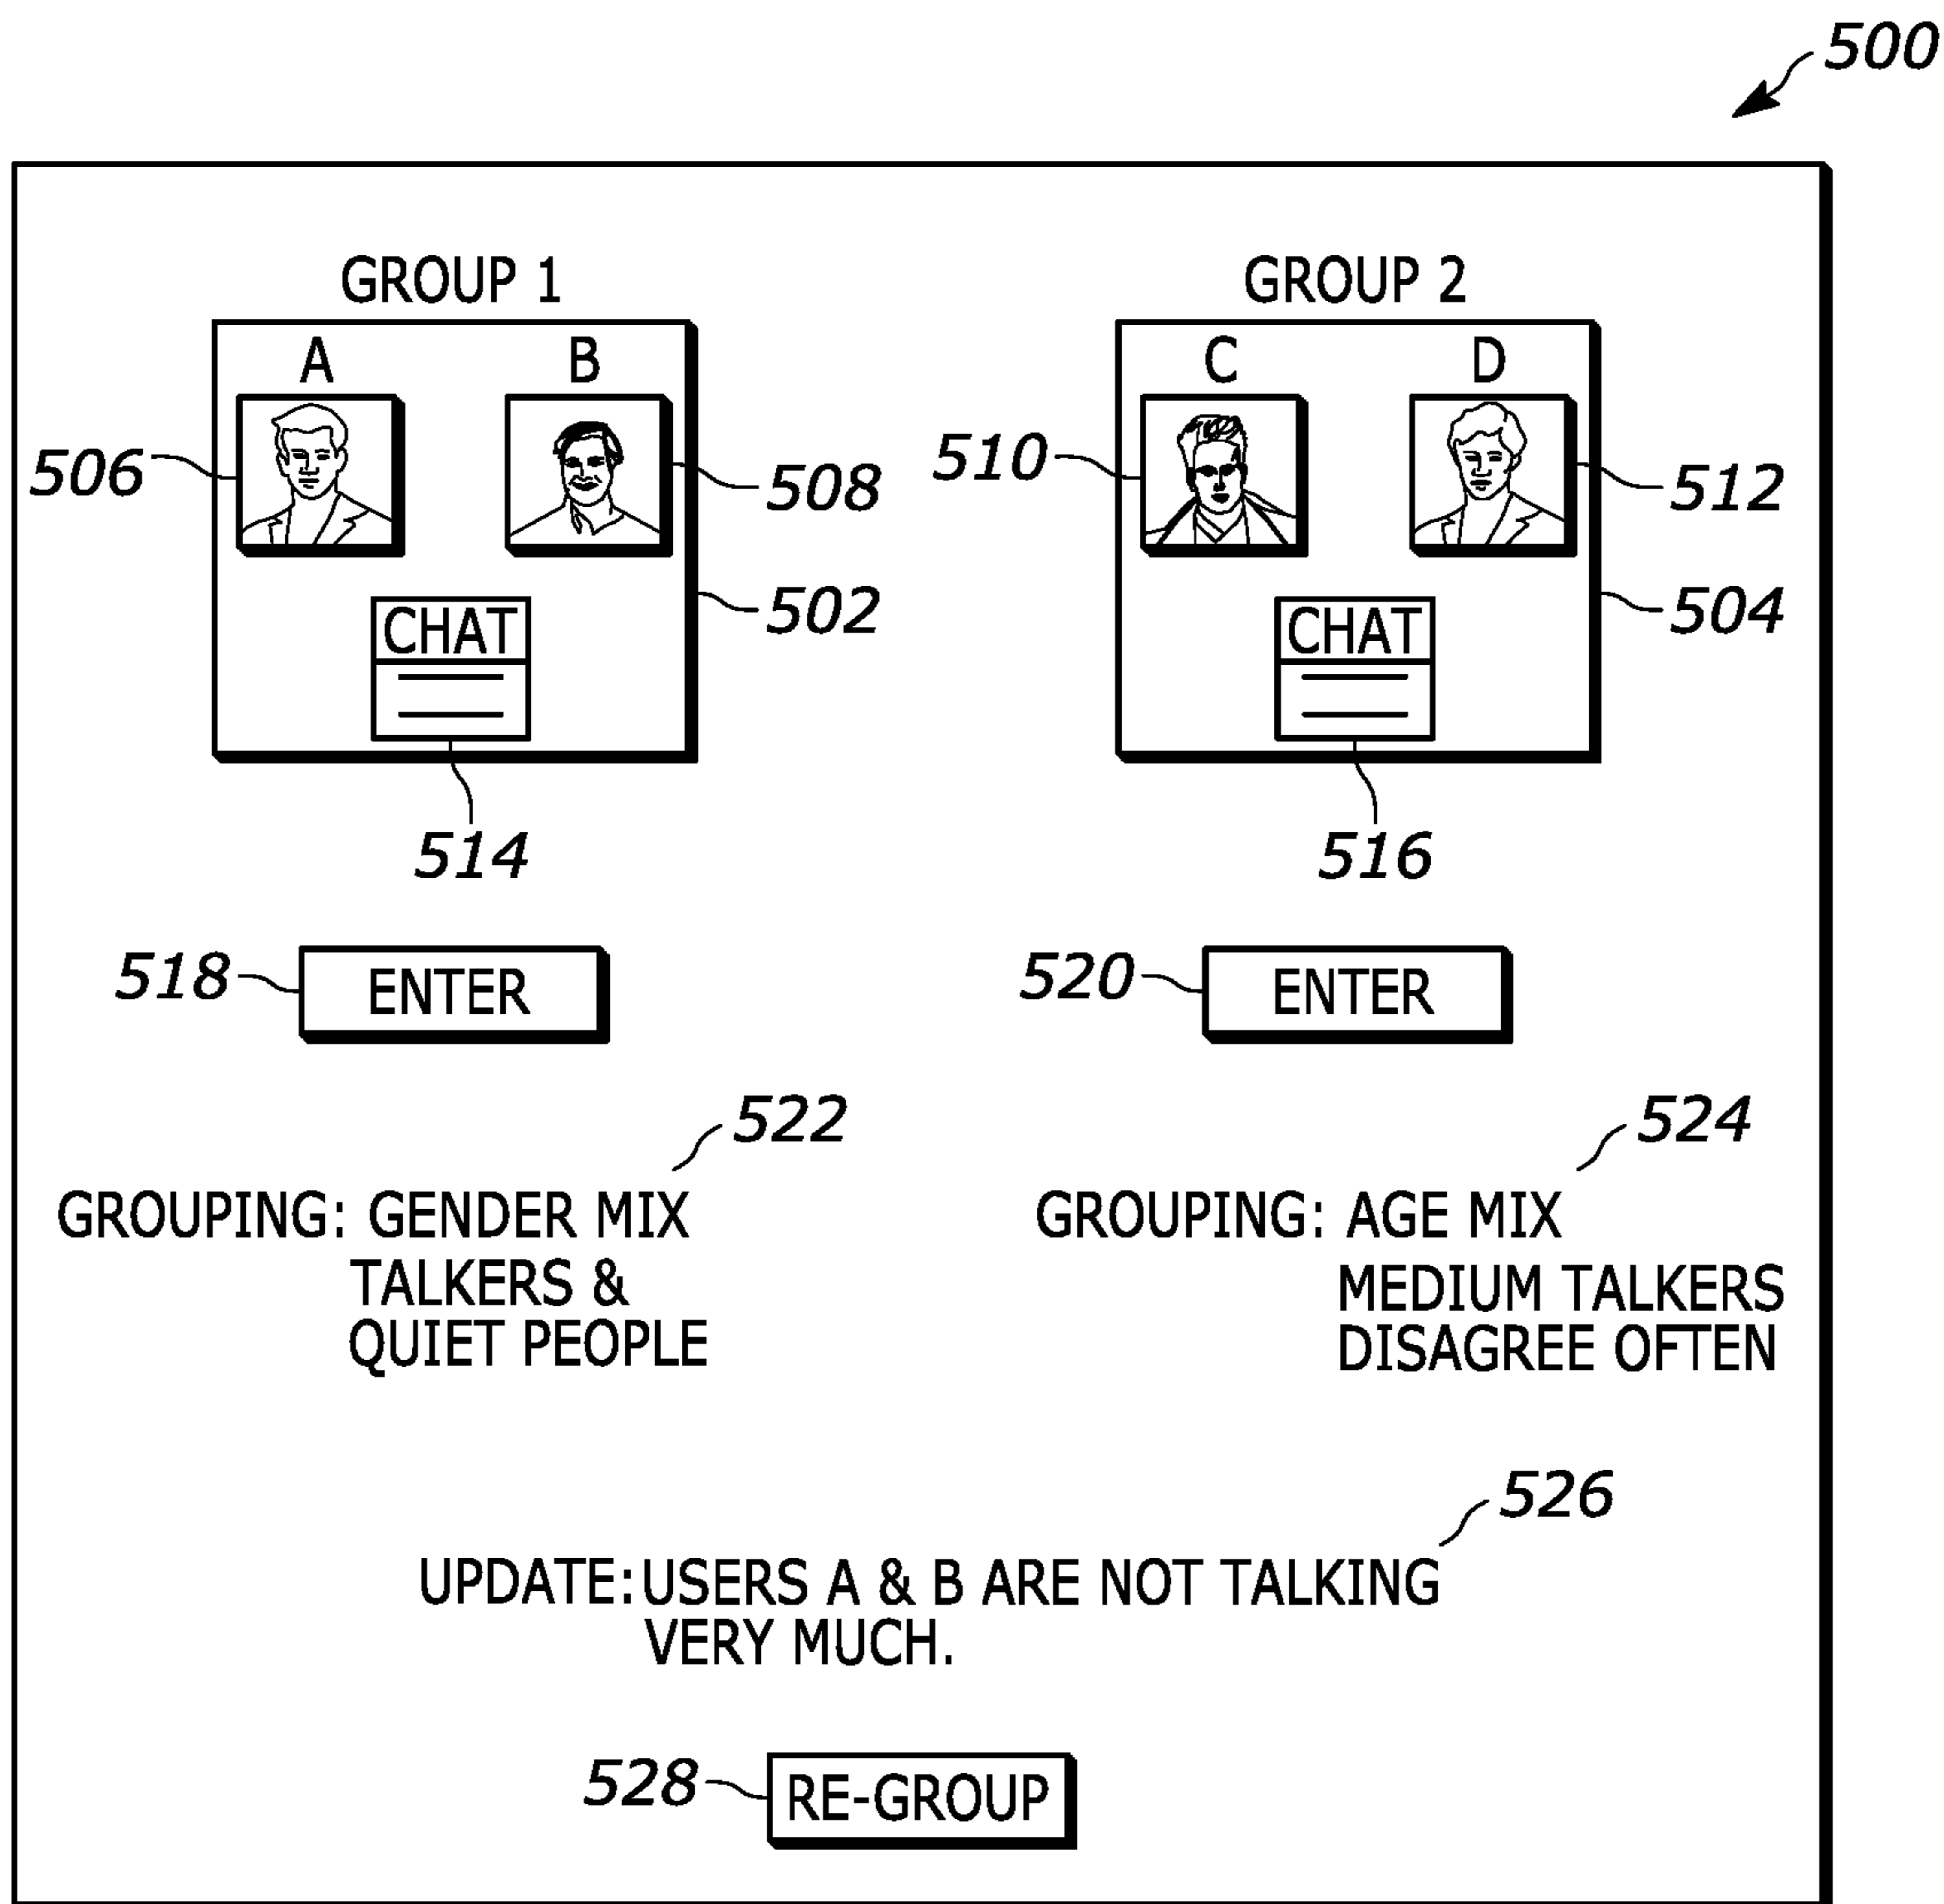 500
GROUP 1
GROUP 2
A
B
C
D
506
508
510
512
502
504
CHAT
CHAT
514
516
518
ENTER
520
ENTER
522
524
GROUPING: GENDER MIX
TALKERS &
QUIET PEOPLE
GROUPING: AGE MIX
MEDIUM TALKERS
DISAGREE OFTEN
526
UPDATE: USERS A & B ARE NOT TALKING
VERY MUCH.
528
RE-GROUP